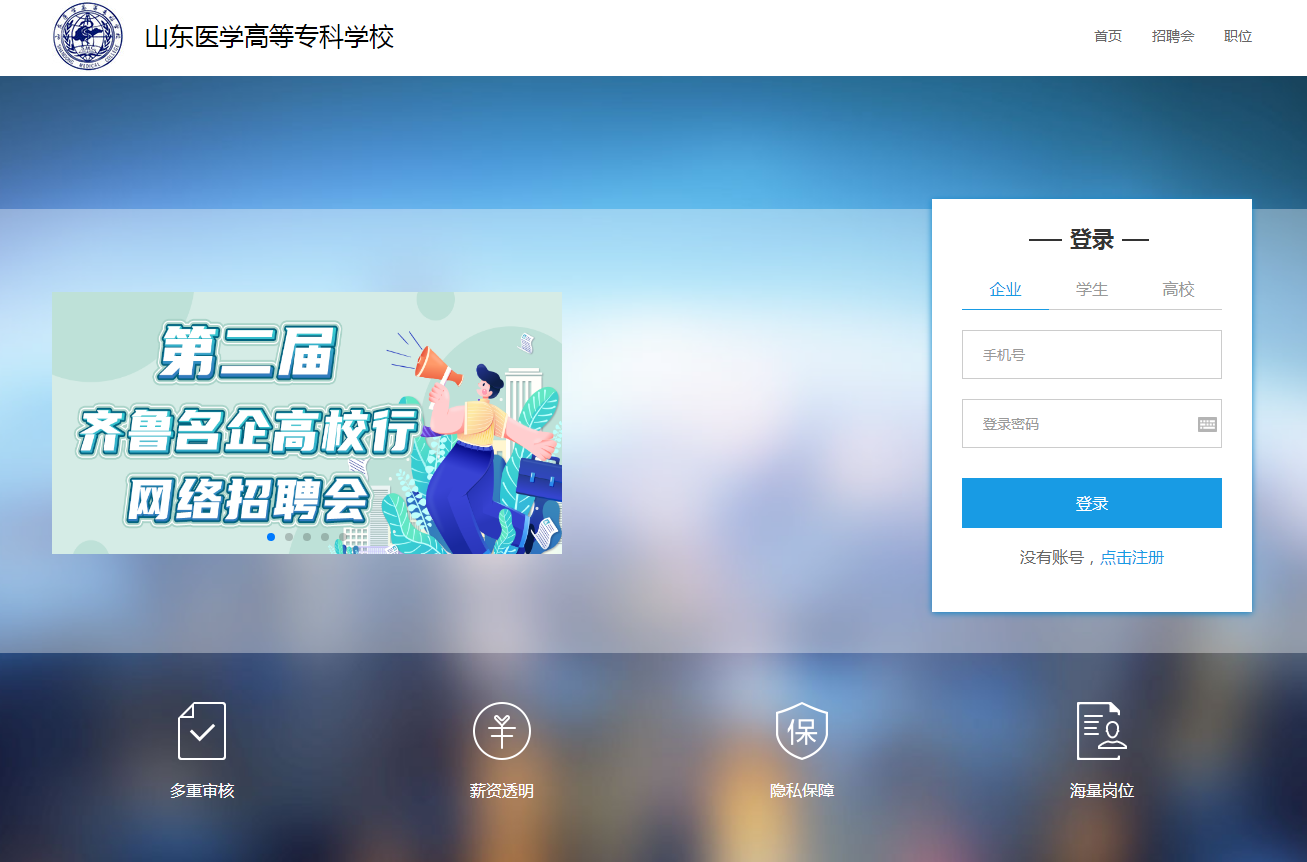 山东医学高等专科学校
首页 招聘会 职位
第二届
齐鲁名企高校行
网络招聘会
登录
企业 学生 高校
手机号
登录密码
登录
没有账号，点击注册
保
多重审核 薪资透明 隐私保障 海量岗位